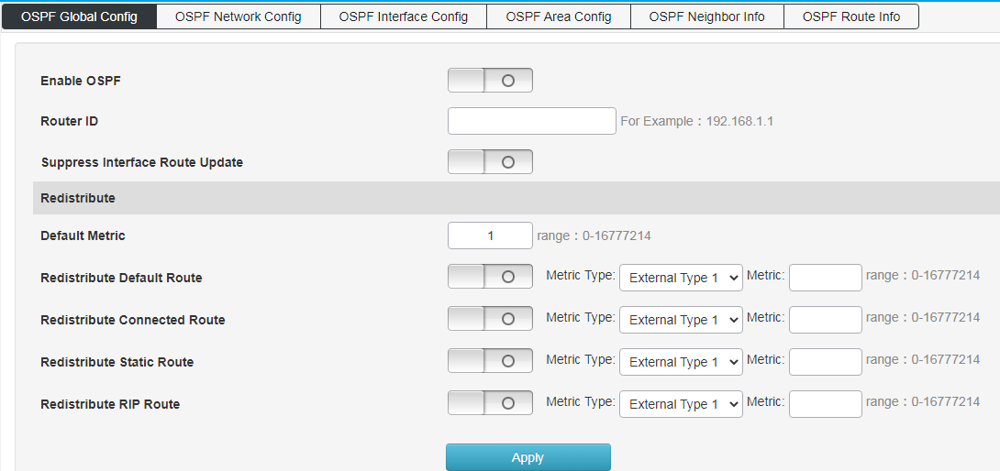 OSPF Global Config OSPF Network Config OSPF Interface Config OSPF Area Config OSPF Neighbor Info OSPF Route Info
Enable OSPF
Router ID For Example : 192.168.1.1
Suppress Interface Route Update
Redistribute
Default Metric 1 range : 0-16777214
Redistribute Default Route Metric Type: External Type 1 Metric: range : 0-16777214
Redistribute Connected Route Metric Type: External Type 1 Metric: range : 0-16777214
Redistribute Static Route Metric Type: External Type 1 Metric: range : 0-16777214
Redistribute RIP Route Metric Type: External Type 1 Metric: range : 0-16777214
Apply